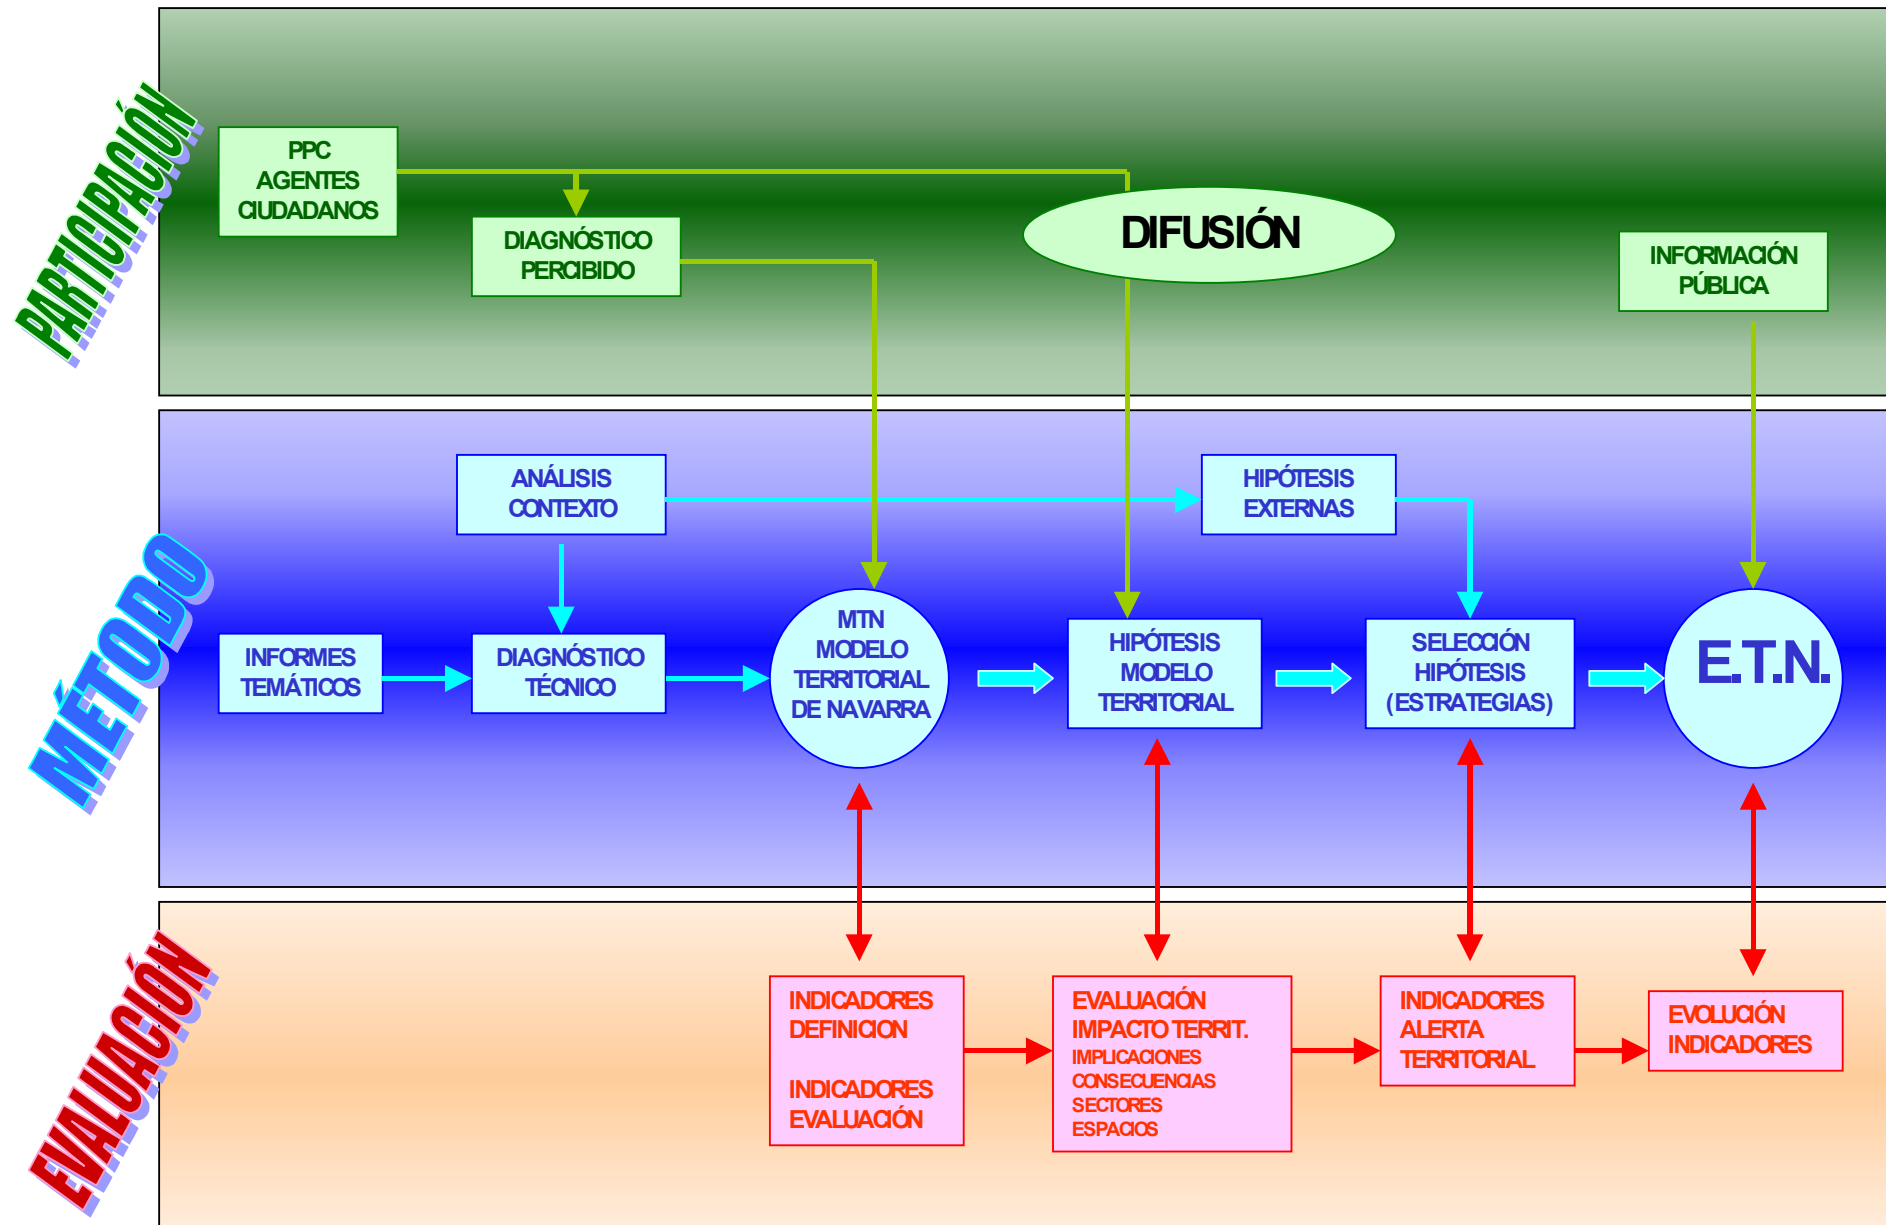 PARTICIPACIÓN
PPC
AGENTES
CIUDADANOS
DIAGNÓSTICO
PERCIBIDO
DIFUSIÓN
INFORMACIÓN
PÚBLICA
MÉTODO
ANÁLISIS
CONTEXTO
HIPÓTESIS
EXTERNAS
INFORMES
TEMÁTICOS
DIAGNÓSTICO
TÉCNICO
MTN
MODELO
TERRITORIAL
DE NAVARRA
HIPÓTESIS
MODELO
TERRITORIAL
SELECCIÓN
HIPÓTESIS
(ESTRATEGIAS)
E.T.N.
EVALUACIÓN
INDICADORES
DEFINICION
INDICADORES
EVALUACIÓN
EVALUACIÓN
IMPACTO TERRIT.
IMPLICACIONES
CONSECUENCIAS
SECTORES
ESPACIOS
INDICADORES
ALERTA
TERRITORIAL
EVOLUCIÓN
INDICADORES